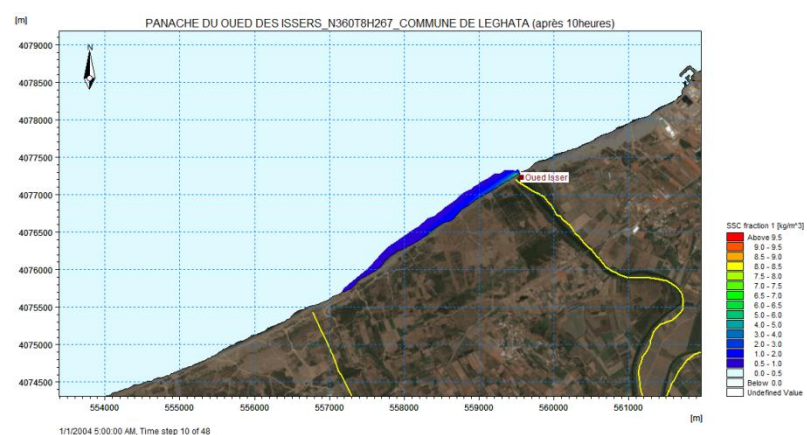 PANACHE DU OUED DES ISSERS_N360T8H267_COMMUNE DE LEGHATA (après 10heures)
[m]
4079000
4078500
4078000
4077500
4077000
4076500
4076000
4075500
4075000
4074500
N
Oued Isser
554000 555000 556000 557000 558000 559000 560000 561000
[m]
SSC fraction 1 [kg/m^3]
Above 9.5
9.0 - 9.5
8.5 - 9.0
8.0 - 8.5
7.5 - 8.0
7.0 - 7.5
6.5 - 7.0
6.0 - 6.5
5.0 - 6.0
4.0 - 5.0
3.0 - 4.0
2.0 - 3.0
1.0 - 2.0
0.5 - 1.0
0.0 - 0.5
Below 0.0
Undefined Value
1/1/2004 5:00:00 AM, Time step 10 of 48